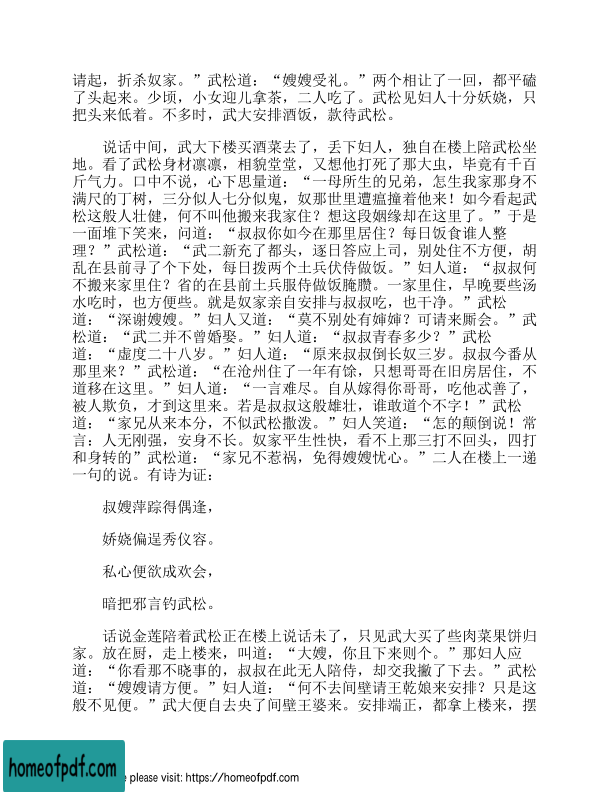 请起，折杀奴家。”武松道：“嫂嫂受礼。”两个相让了一回，都平磕
了头起来。少顷，小女迎儿拿茶，二人吃了。武松见妇人十分妖娆，只
把头来低着。不多时，武大安排酒饭，款待武松。
说话中间，武大下楼买酒菜去了，丢下妇人，独自在楼上陪武松坐
地。看了武松身材凛凛，相貌堂堂，又想他打死了那大虫，毕竟有千百
斤气力。口中不说，心下思量道：“一母所生的兄弟，怎生我家那身不
满尺的丁树，三分似人七分似鬼，奴那世里遭瘟撞着他来！如今看起武
松这般人壮健，何不叫他搬来我家住？想这段姻缘却在这里了。”于是
一面堆下笑来，问道：“叔叔你如今在那里居住？每日饭食谁人整
理？”武松道：“武二新充了都头，逐日答应上司，别处住不方便，胡
乱在县前寻了个下处，每日拨两个土兵伏侍做饭。”妇人道：“叔叔何
不搬来家里住？省的在县前土兵服侍做饭腌臜。一家里住，早晚要些汤
水吃时，也方便些。就是奴家亲自安排与叔叔吃，也干净。”武松
道：“深谢嫂嫂。”妇人又道：“莫不别处有婶婶？可请来厮会。”武
松道：“武二并不曾婚娶。”妇人道：“叔叔青春多少？”武松
道：“虚度二十八岁。”妇人道：“原来叔叔倒长奴三岁。叔叔今番从
那里来？”武松道：“在沧州住了一年有馀，只想哥哥在旧房居住，不
道移在这里。”妇人道：“一言难尽。自从嫁得你哥哥，吃他忒善了，
被人欺负，才到这里来。若是叔叔这般雄壮，谁敢道个不字！”武松
道：“家兄从来本分，不似武松撒泼。”妇人笑道：“怎的颠倒说！常
言：人无刚强，安身不长。奴家平生性快，看不上那三打不回头，四打
和身转的”武松道：“家兄不惹祸，免得嫂嫂忧心。”二人在楼上一递
一句的说。有诗为证：
叔嫂萍踪得偶逢，
娇娆偏逞秀仪容。
私心便欲成欢会，
暗把邪言钓武松。
话说金莲陪着武松正在楼上说话未了，只见武大买了些肉菜果饼归
家。放在厨，走上楼来，叫道：“大嫂，你且下来则个。”那妇人应
道：“你看那不晓事的，叔叔在此无人陪侍，却交我撇了下去。”武松
道：“嫂嫂请方便。”妇人道：“何不去间壁请王乾娘来安排？只是这
般不见便。”武大便自去央了间壁王婆来。安排端正，都拿上楼来，摆
homeofpdf.com
please visit: https://homeofpdf.com